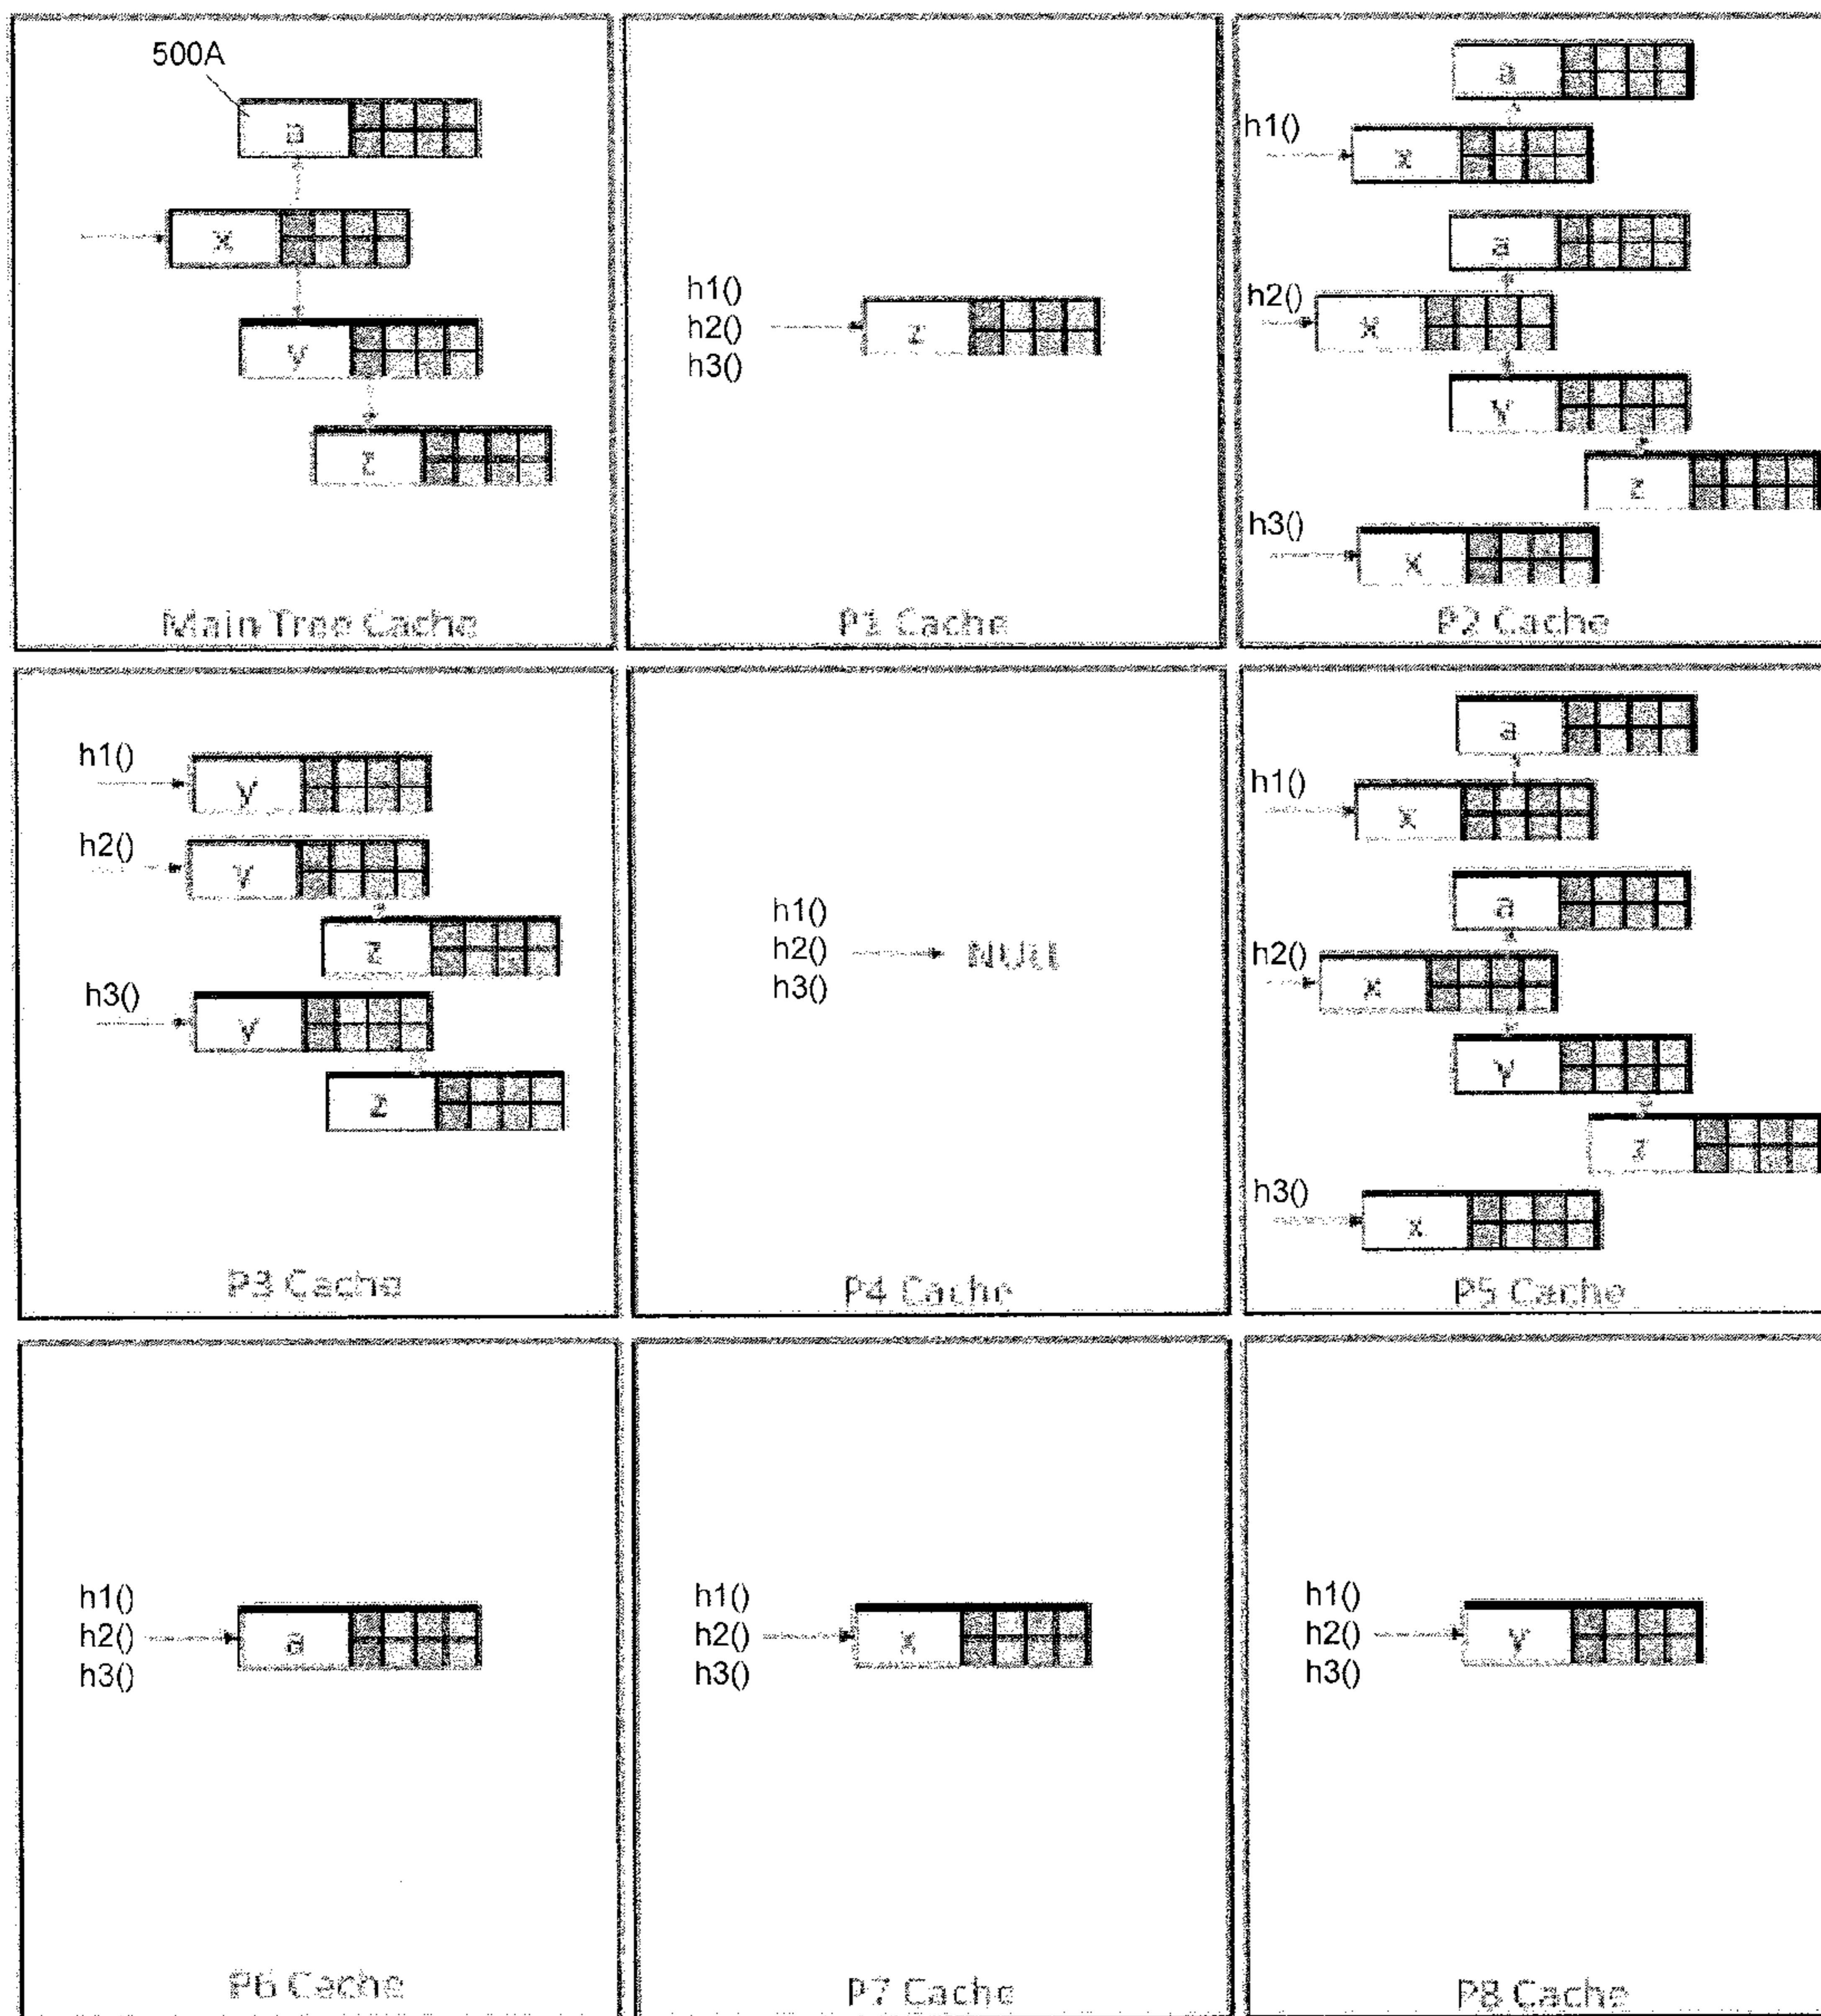 500A
a
x
y
z
Main Tree Cache
h1()
h2()
h3()
z
P1 Cache
a
h1()
x
a
h2()
x
y
z
h3()
x
P2 Cache
h1()
y
h2()
y
z
h3()
y
z
P3 Cache
h1()
h2()
h3()
NULL
P4 Cache
a
h1()
x
a
h2()
x
y
z
h3()
x
P5 Cache
h1()
h2()
h3()
a
P6 Cache
h1()
h2()
h3()
x
P7 Cache
h1()
h2()
h3()
y
P8 Cache